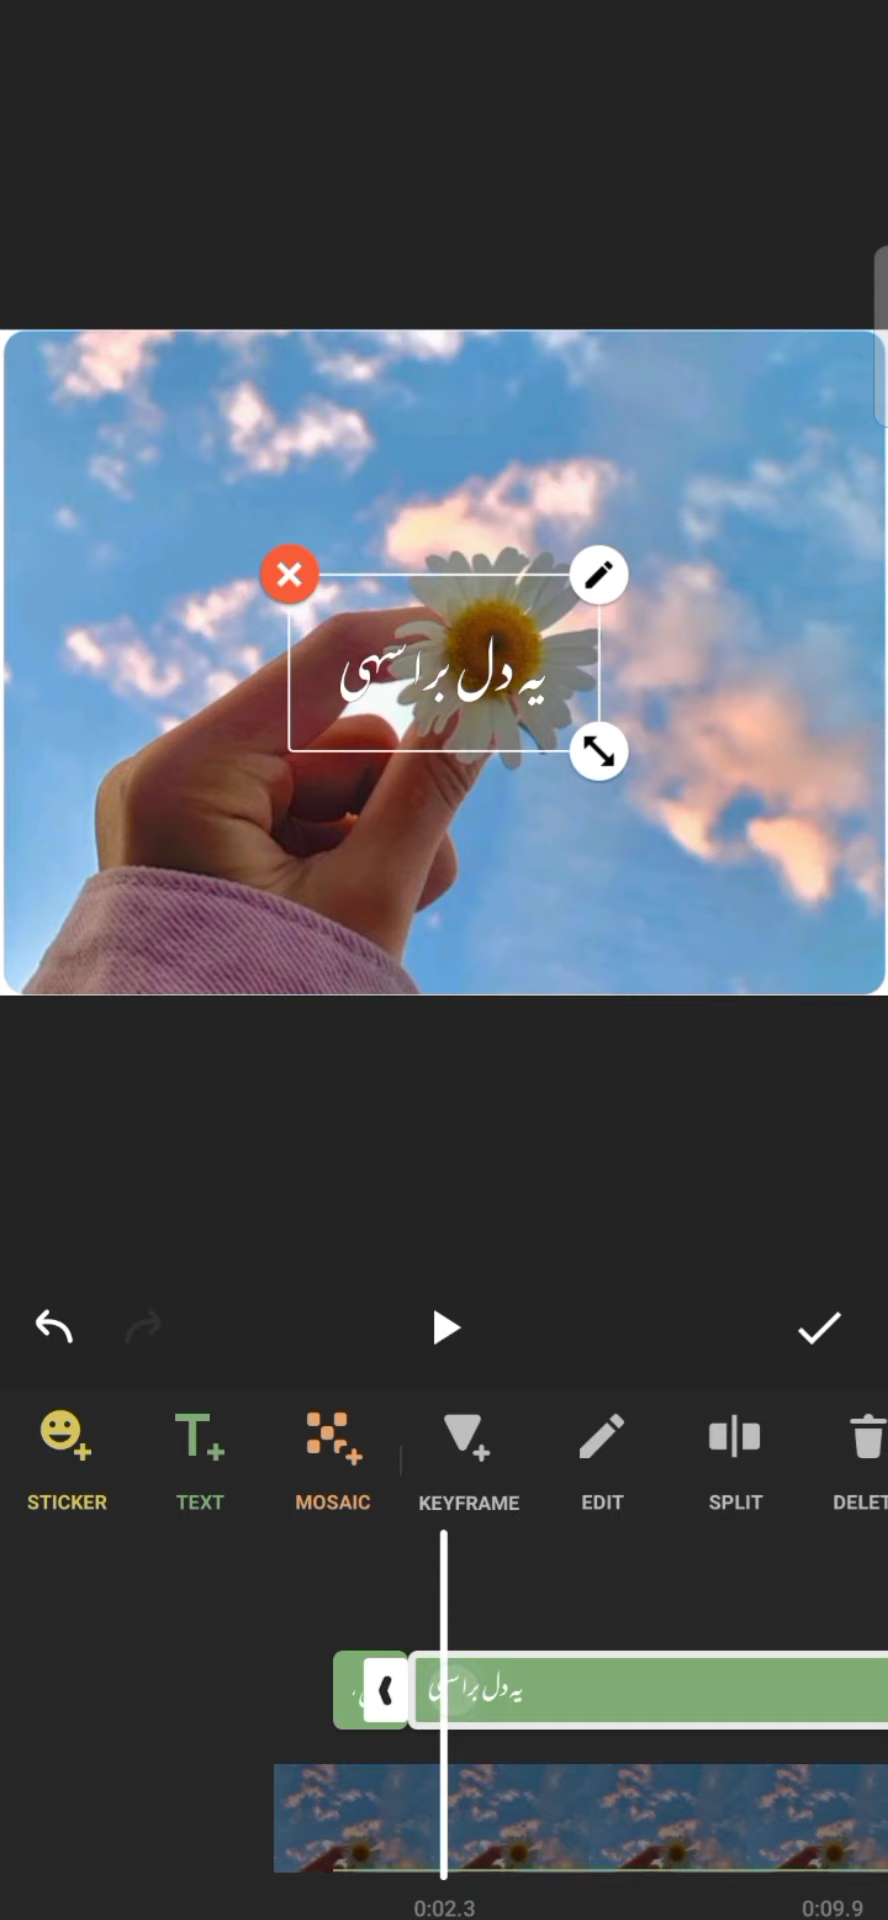 یہ دل برا سہی
STICKER
TEXT
MOSAIC
KEYFRAME
EDIT
SPLIT
DELET
یہ دل برا سہی
0:02.3
0:09.9